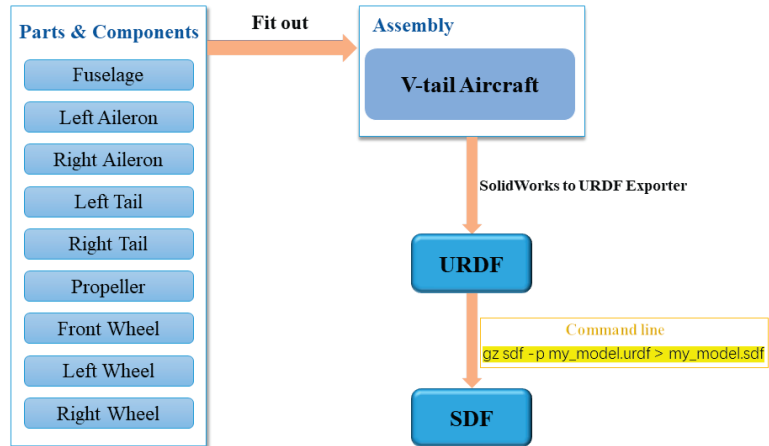 Parts & Components
Fuselage
Left Aileron
Right Aileron
Left Tail
Right Tail
Propeller
Front Wheel
Left Wheel
Right Wheel
Fit out
Assembly
V-tail Aircraft
SolidWorks to URDF Exporter
URDF
Command line
gz sdf -p my_model.urdf > my_model.sdf
SDF